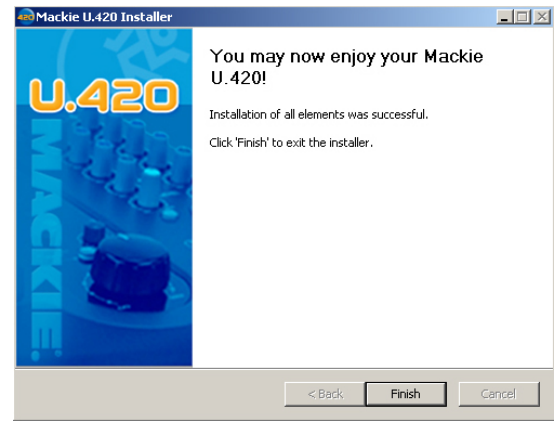 420 Mackie U.420 Installer
You may now enjoy your Mackie
U.420!
U.420
Installation of all elements was successful.
Click 'Finish' to exit the installer.
MACKIE.
< Back
Finish
Cancel